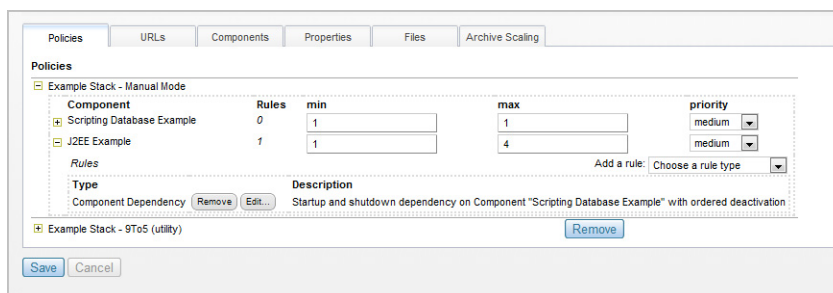 Policies URLs Components Properties Files Archive Scaling
Policies
Example Stack - Manual Mode
Component Rules min max priority
Scripting Database Example 0 1 1 medium
J2EE Example 1 1 4 medium
Rules Add a rule: Choose a rule type
Type Description
Component Dependency Remove Edit... Startup and shutdown dependency on Component "Scripting Database Example" with ordered deactivation
Example Stack - 9To5 (utility) Remove
Save Cancel